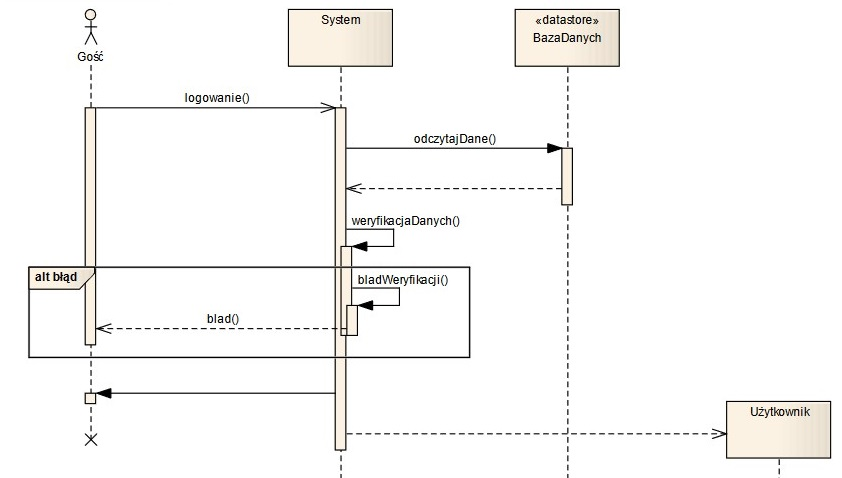 Gość
System
«datastore»
BazaDanych
logowanie()
odczytajDane()
weryfikacjaDanych()
alt błąd
bladWeryfikacji()
blad()
Użytkownik